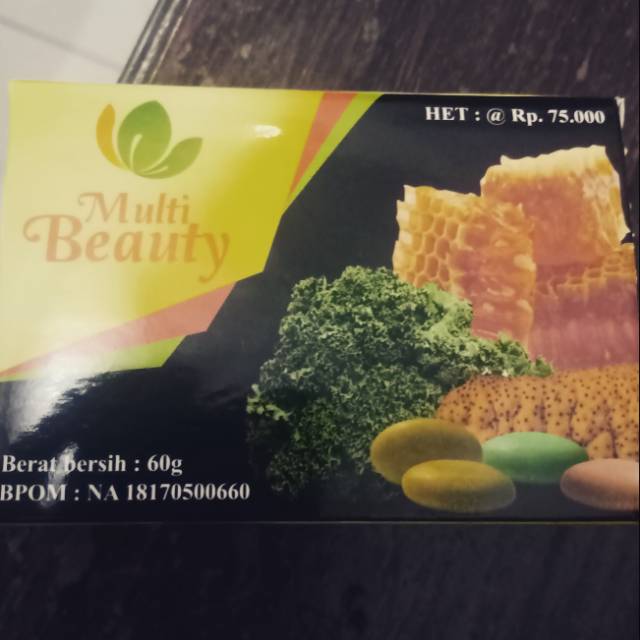 HET : @ Rp. 75.000
Multi
Beauty
Berat bersih : 60g
BPOM : NA 18170500660